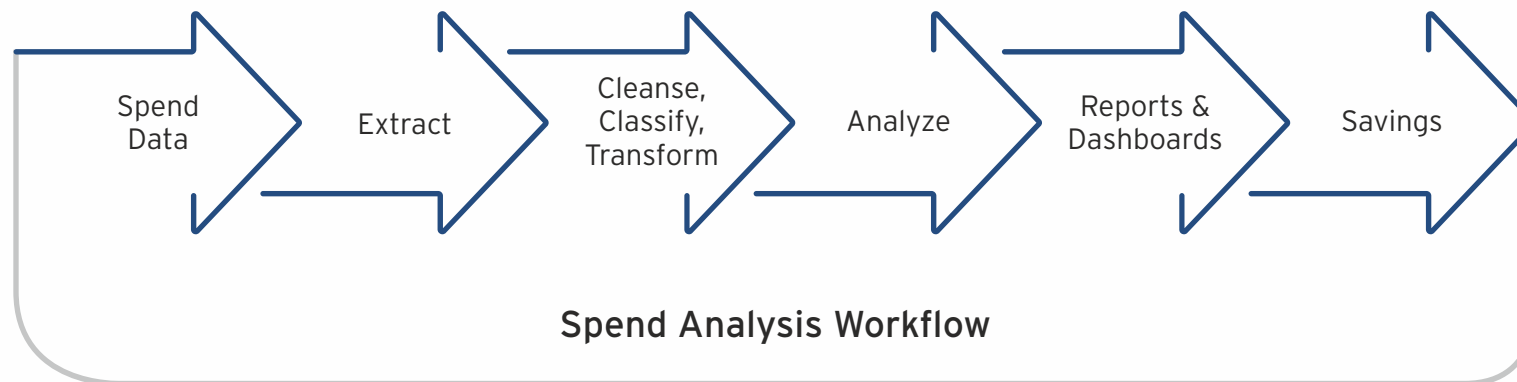 Spend
Data
Extract
Cleanse,
Classify,
Transform
Analyze
Reports &
Dashboards
Savings
Spend Analysis Workflow